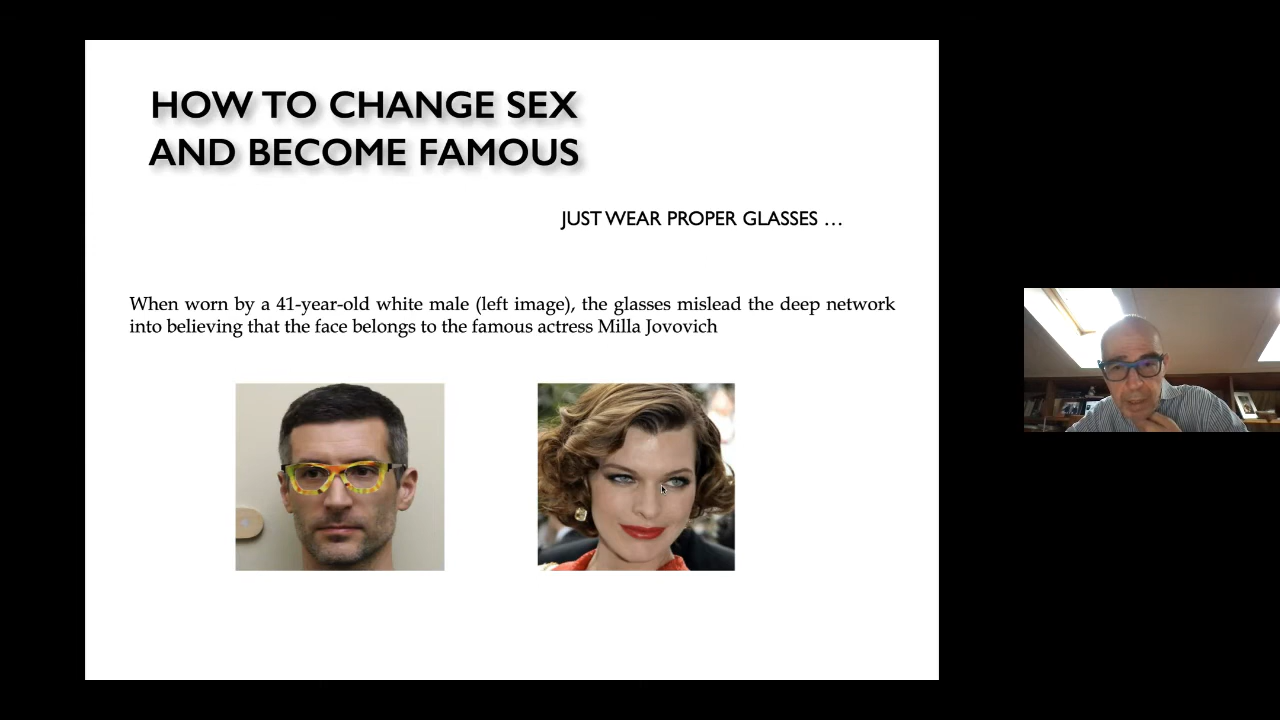 HOW TO CHANGE SEX
AND BECOME FAMOUS
JUST WEAR PROPER GLASSES …
When worn by a 41-year-old white male (left image), the glasses mislead the deep network
into believing that the face belongs to the famous actress Milla Jovovich